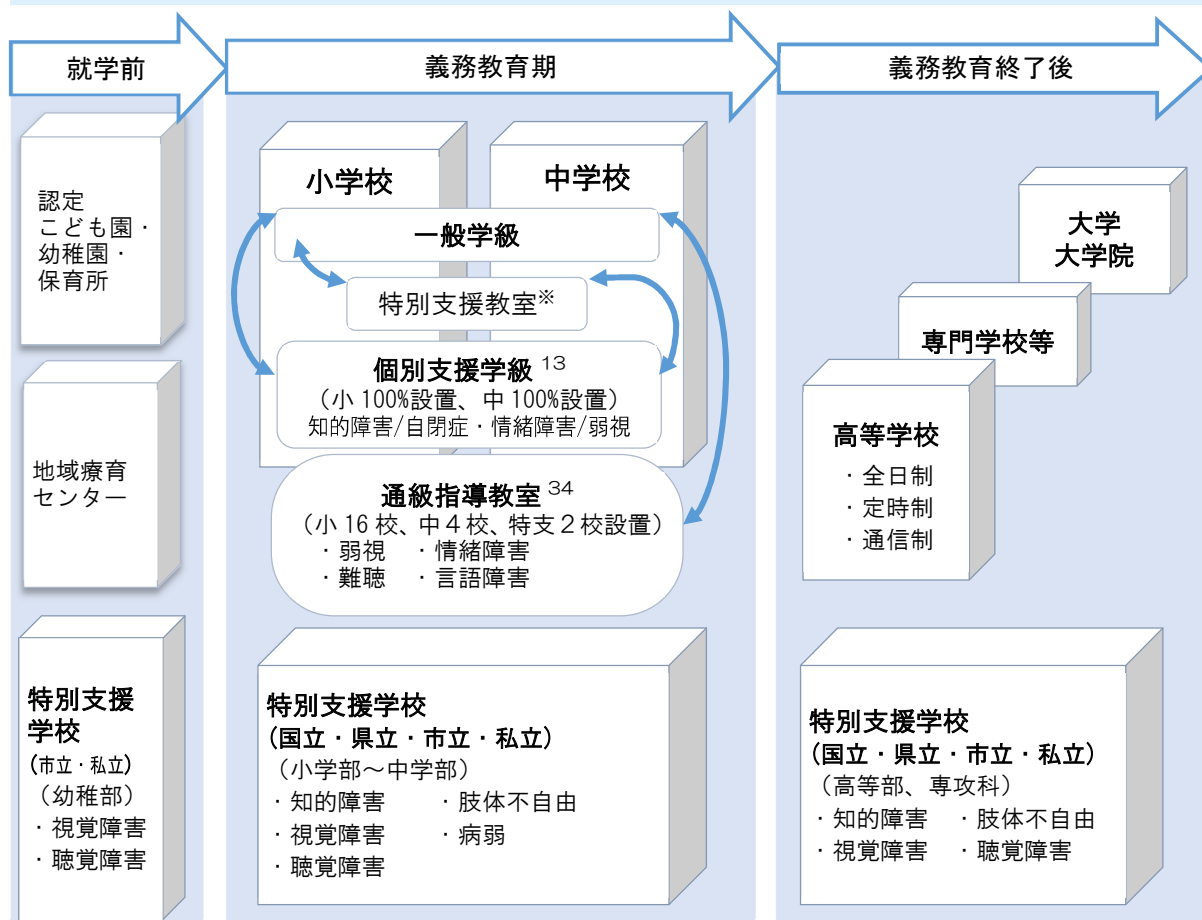 就学前
義務教育期
義務教育終了後
認定
こども園・
幼稚園・
保育所
地域療育
センター
特別支援
学校
(市立・私立)
（幼稚部）
・視覚障害
・聴覚障害
小学校
中学校
一般学級
特別支援教室※
個別支援学級 13
（小 100%設置、中 100%設置）
知的障害/自閉症・情緒障害/弱視
通級指導教室 34
（小 16 校、中４校、特支２校設置）
・弱視 ・情緒障害
・難聴 ・言語障害
特別支援学校
(国立・県立・市立・私立)
（小学部～中学部）
・知的障害 ・肢体不自由
・視覚障害 ・病弱
・聴覚障害
大学
大学院
専門学校等
高等学校
・全日制
・定時制
・通信制
特別支援学校
(国立・県立・市立・私立)
（高等部、専攻科）
・知的障害 ・肢体不自由
・視覚障害 ・聴覚障害